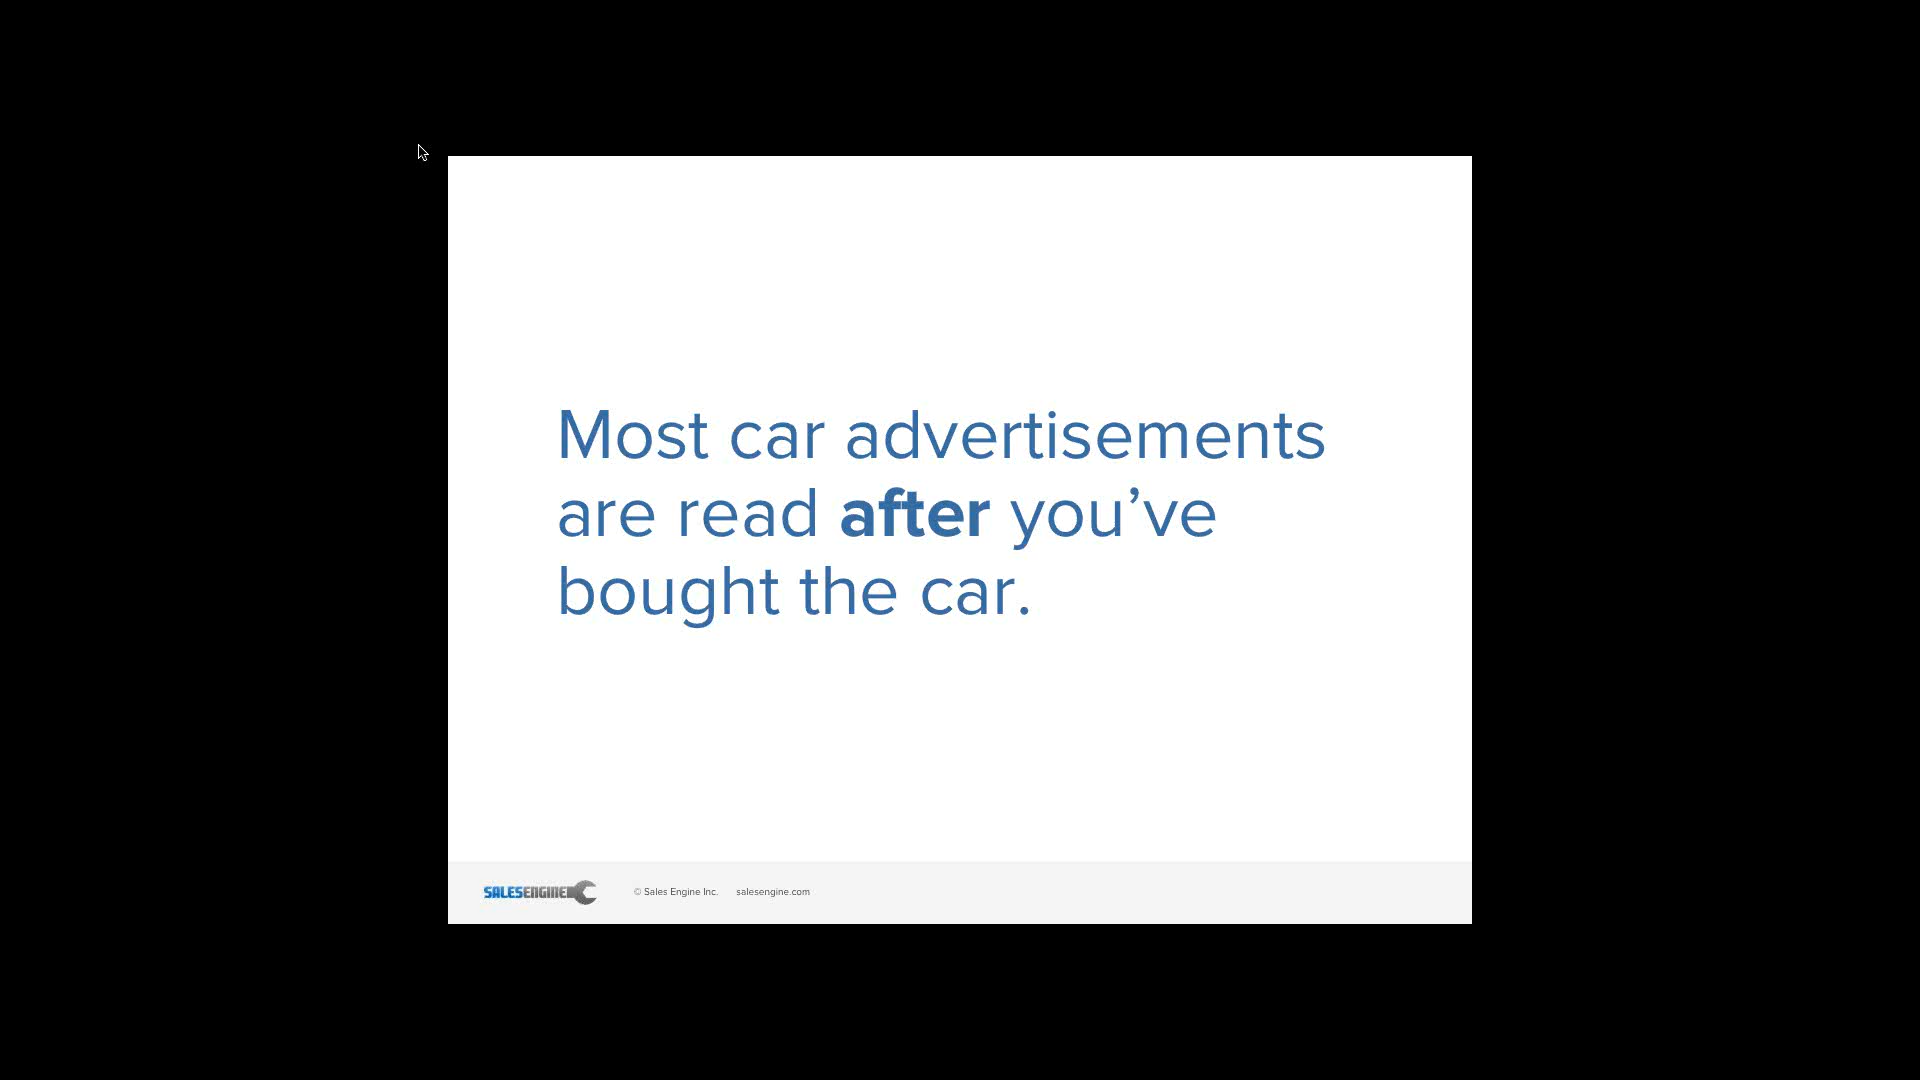 Most car advertisements
are read after you’ve
bought the car.
SALESENGINE © Sales Engine Inc. salesengine.com